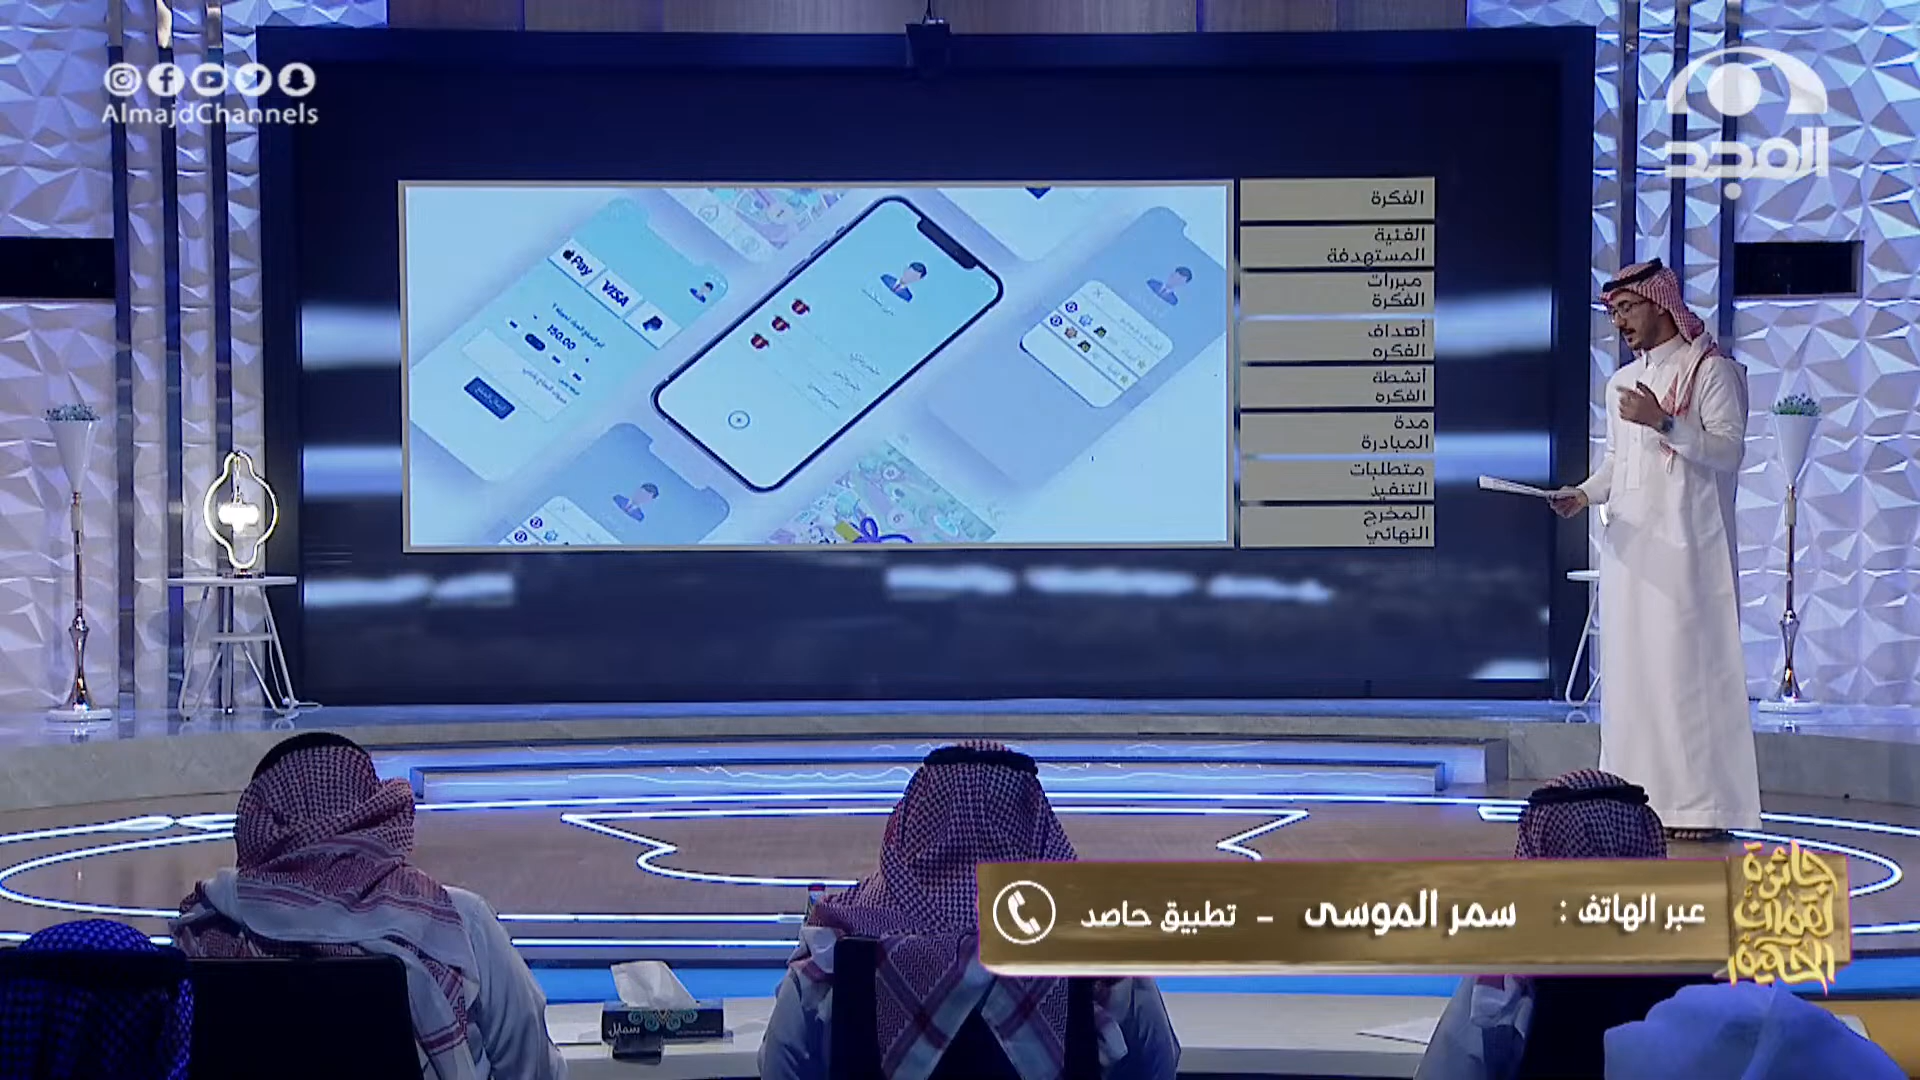 AlmajdChannels
المجد
الفكرة
الفئية
المستهدفة
مبررات
الفكرة
أهداف
الفكره
أنشطة
الفكره
مدة
المبادرة
متطلبات
التنفيذ
المخرج
النهائي
Pay
VISA
150.00
عبر الهاتف : سمر الموسى - تطبيق حاصد
جائزة
لقمان
الحكيم